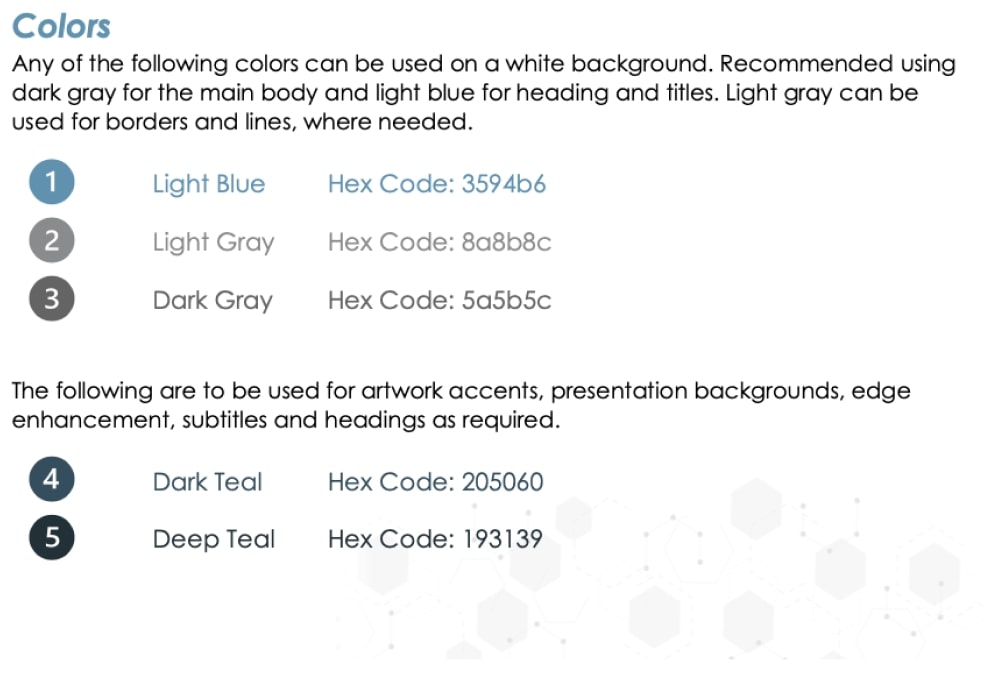 Colors
Any of the following colors can be used on a white background. Recommended using
dark gray for the main body and light blue for heading and titles. Light gray can be
used for borders and lines, where needed.
1 Light Blue Hex Code: 3594b6
2 Light Gray Hex Code: 8a8b8c
3 Dark Gray Hex Code: 5a5b5c
The following are to be used for artwork accents, presentation backgrounds, edge
enhancement, subtitles and headings as required.
4 Dark Teal Hex Code: 205060
5 Deep Teal Hex Code: 193139